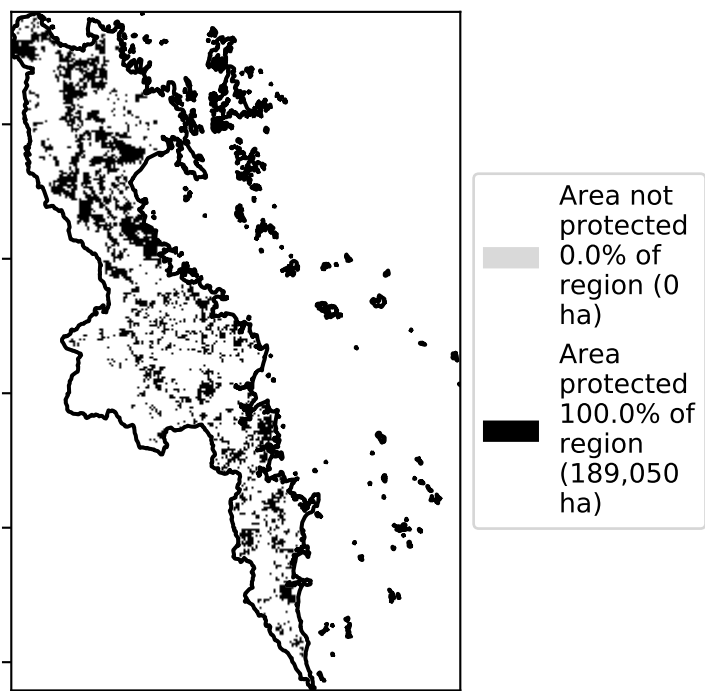 Area not
protected
0.0% of
region (0
ha)
Area
protected
100.0% of
region
(189,050
ha)